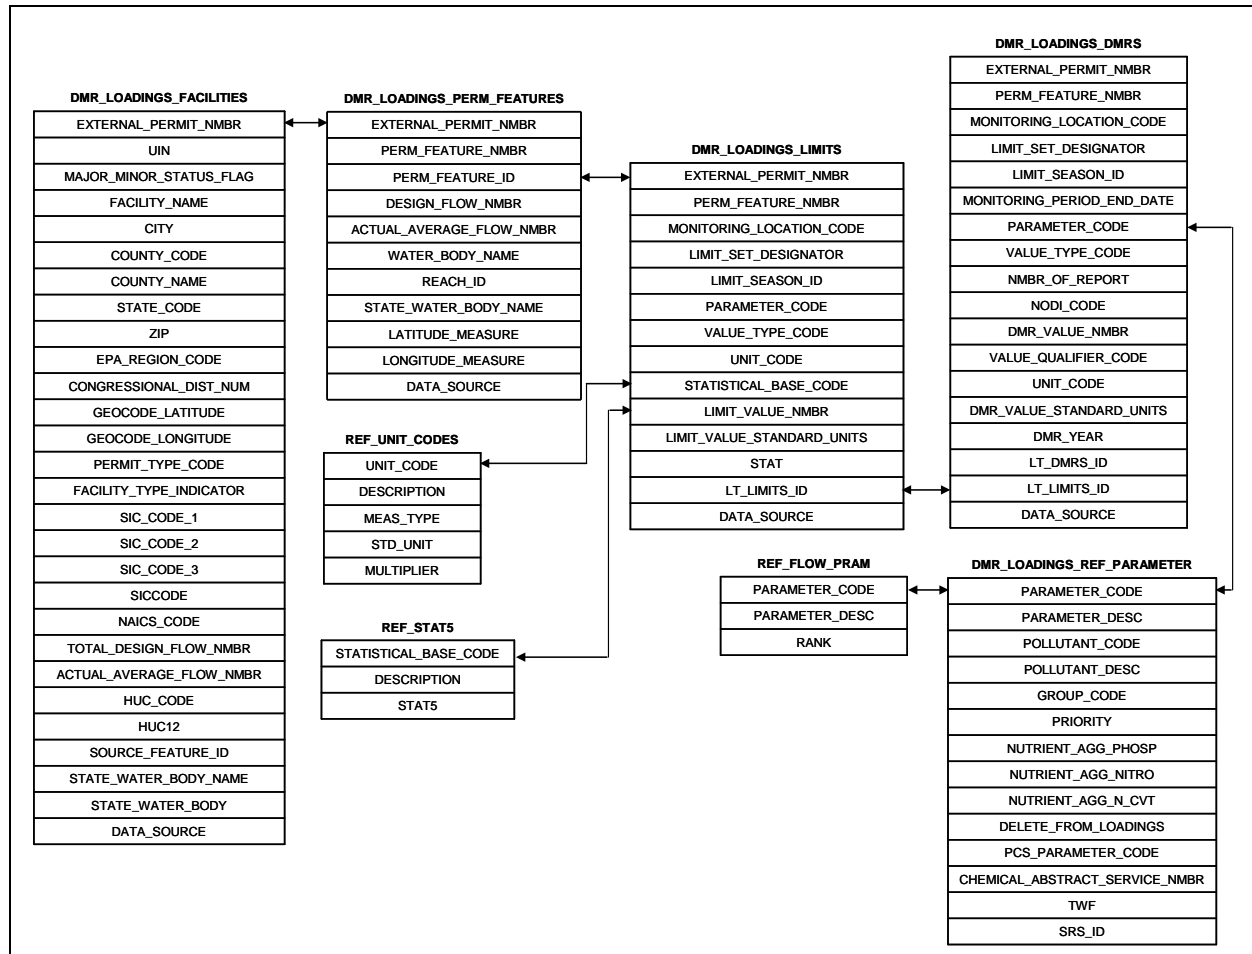 DMR_LOADINGS_FACILITIES
EXTERNAL_PERMIT_NMBR
UIN
MAJOR_MINOR_STATUS_FLAG
FACILITY_NAME
CITY
COUNTY_CODE
COUNTY_NAME
STATE_CODE
ZIP
EPA_REGION_CODE
CONGRESSIONAL_DIST_NUM
GEOCODE_LATITUDE
GEOCODE_LONGITUDE
PERMIT_TYPE_CODE
FACILITY_TYPE_INDICATOR
SIC_CODE_1
SIC_CODE_2
SIC_CODE_3
SICCODE
NAICS_CODE
TOTAL_DESIGN_FLOW_NMBR
ACTUAL_AVERAGE_FLOW_NMBR
HUC_CODE
HUC12
SOURCE_FEATURE_ID
STATE_WATER_BODY_NAME
STATE_WATER_BODY
DATA_SOURCE
DMR_LOADINGS_PERM_FEATURES
EXTERNAL_PERMIT_NMBR
PERM_FEATURE_NMBR
PERM_FEATURE_ID
DESIGN_FLOW_NMBR
ACTUAL_AVERAGE_FLOW_NMBR
WATER_BODY_NAME
REACH_ID
STATE_WATER_BODY_NAME
LATITUDE_MEASURE
LONGITUDE_MEASURE
DATA_SOURCE
REF_UNIT_CODES
UNIT_CODE
DESCRIPTION
MEAS_TYPE
STD_UNIT
MULTIPLIER
REF_STAT5
STATISTICAL_BASE_CODE
DESCRIPTION
STAT5
DMR_LOADINGS_LIMITS
EXTERNAL_PERMIT_NMBR
PERM_FEATURE_NMBR
MONITORING_LOCATION_CODE
LIMIT_SET_DESIGNATOR
LIMIT_SEASON_ID
PARAMETER_CODE
VALUE_TYPE_CODE
UNIT_CODE
STATISTICAL_BASE_CODE
LIMIT_VALUE_NMBR
LIMIT_VALUE_STANDARD_UNITS
STAT
LT_LIMITS_ID
DATA_SOURCE
REF_FLOW_PRAM
PARAMETER_CODE
PARAMETER_DESC
RANK
DMR_LOADINGS_DMRS
EXTERNAL_PERMIT_NMBR
PERM_FEATURE_NMBR
MONITORING_LOCATION_CODE
LIMIT_SET_DESIGNATOR
LIMIT_SEASON_ID
MONITORING_PERIOD_END_DATE
PARAMETER_CODE
VALUE_TYPE_CODE
NMBR_OF_REPORT
NODI_CODE
DMR_VALUE_NMBR
VALUE_QUALIFIER_CODE
UNIT_CODE
DMR_VALUE_STANDARD_UNITS
DMR_YEAR
LT_DMRS_ID
LT_LIMITS_ID
DATA_SOURCE
DMR_LOADINGS_REF_PARAMETER
PARAMETER_CODE
PARAMETER_DESC
POLLUTANT_CODE
POLLUTANT_DESC
GROUP_CODE
PRIORITY
NUTRIENT_AGG_PHOSP
NUTRIENT_AGG_NITRO
NUTRIENT_AGG_N_CVT
DELETE_FROM_LOADINGS
PCS_PARAMETER_CODE
CHEMICAL_ABSTRACT_SERVICE_NMBR
TWF
SRS_ID